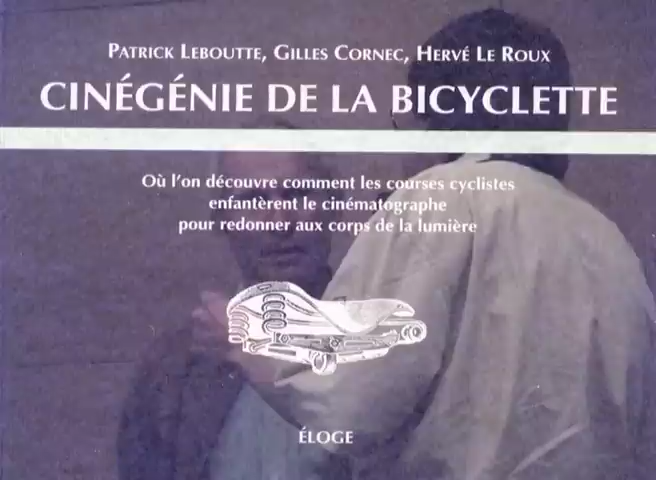 PATRICK LEBOUTTE, GILLES CORNEC, HERVÉ LE ROUX
CINÉGÉNIE DE LA BICYCLETTE
Où l'on découvre comment les courses cyclistes
enfantèrent le cinématographe
pour redonner aux corps de la lumière
ÉLOGE